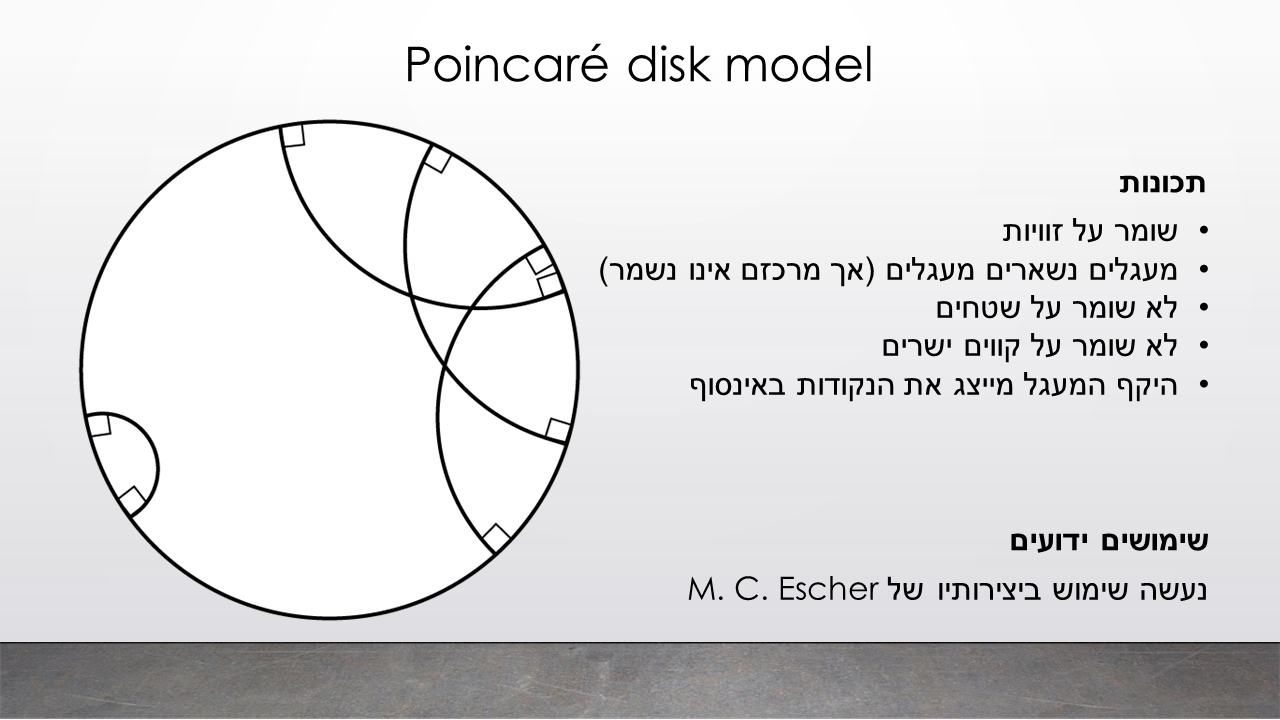 Poincaré disk model
תכונות
• שומר על זוויות
• מעגלים נשארים מעגלים (אך מרכזם אינו נשמר)
• לא שומר על שטחים
• לא שומר על קווים ישרים
• היקף המעגל מייצג את הנקודות באינסוף
שימושים ידועים
נעשה שימוש ביצירותיו של M. C. Escher